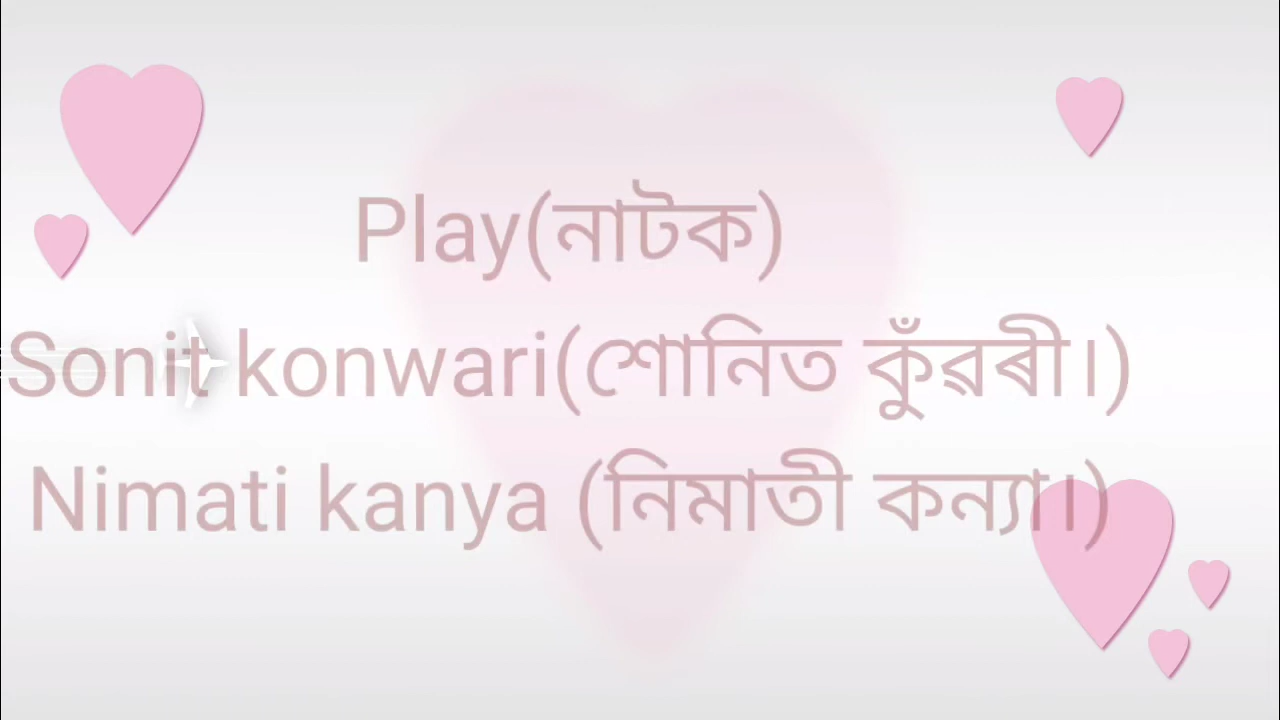 Play(নাটক)
Sonit konwari(শোনিত কুঁৱৰী।)
Nimati kanya (নিমাতী কন্যা।)